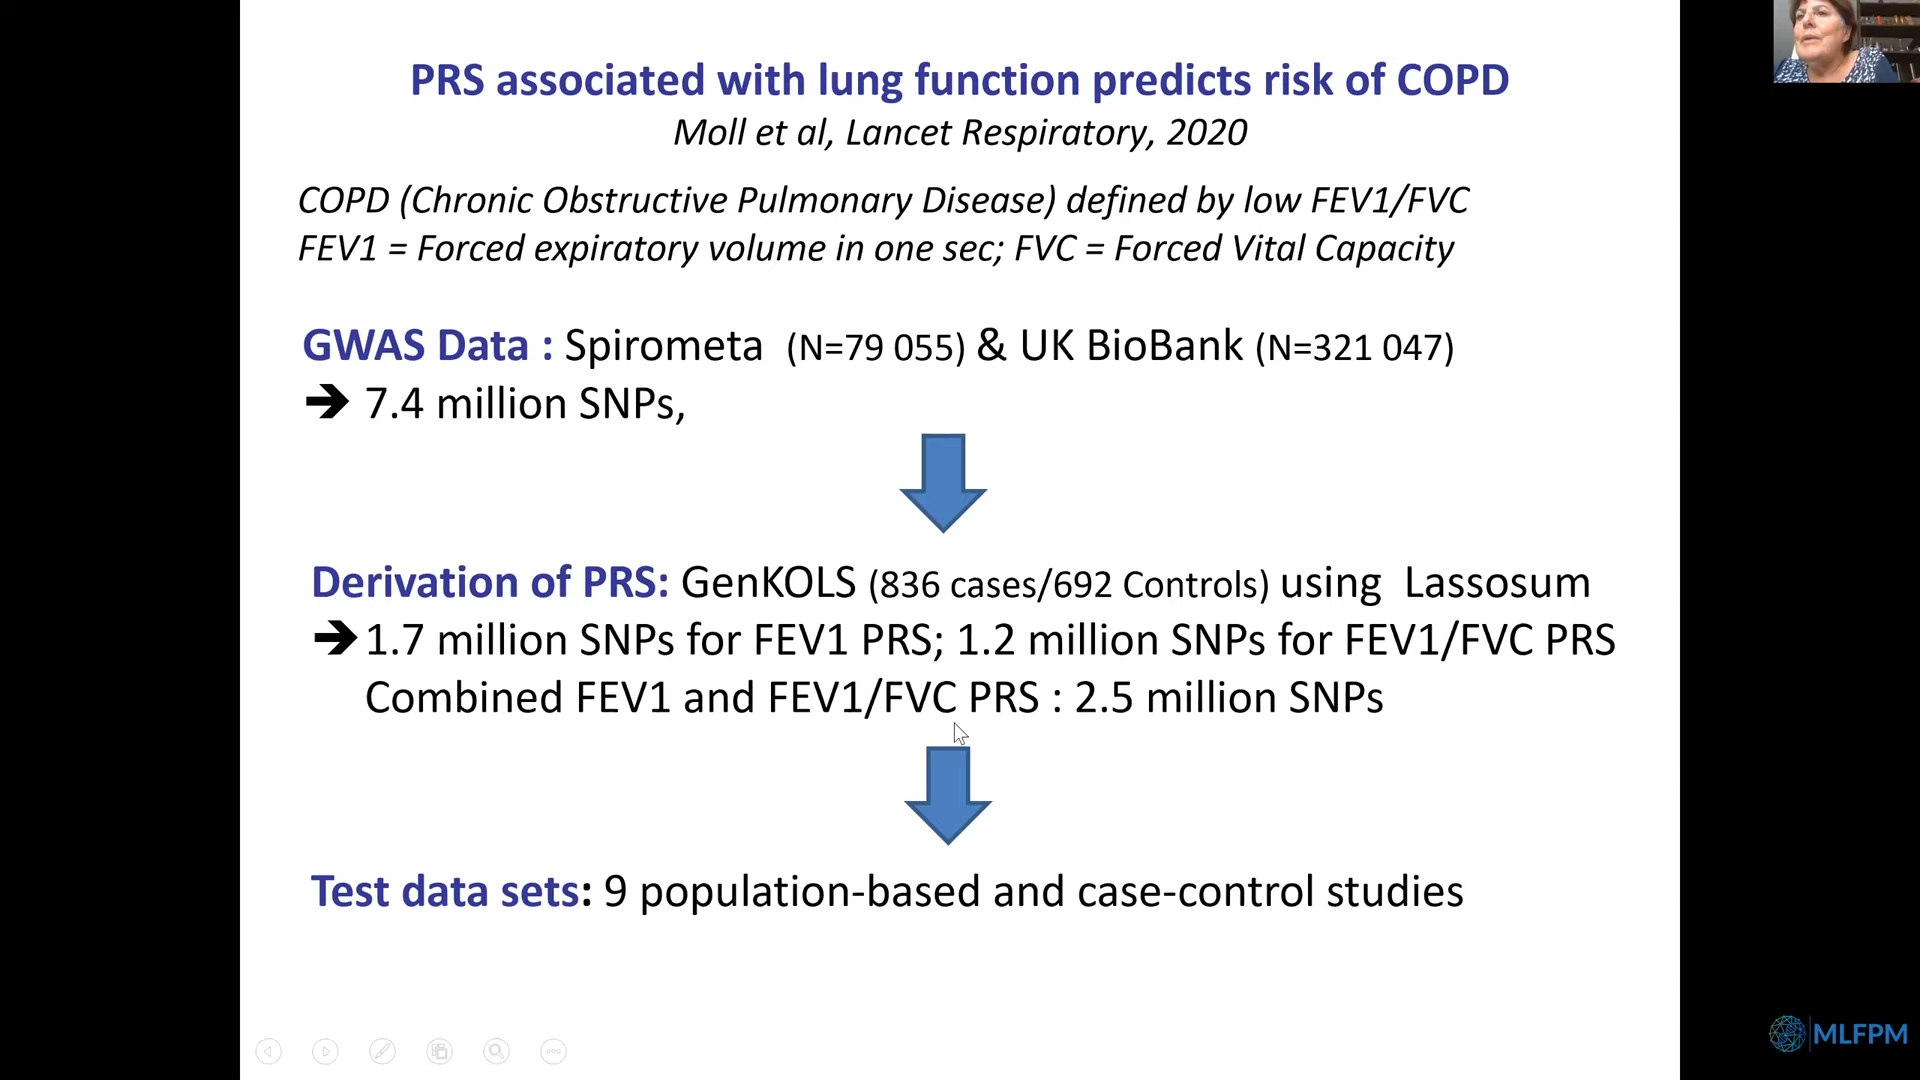 PRS associated with lung function predicts risk of COPD
Moll et al, Lancet Respiratory, 2020
COPD (Chronic Obstructive Pulmonary Disease) defined by low FEV1/FVC
FEV1 = Forced expiratory volume in one sec; FVC = Forced Vital Capacity
GWAS Data : Spirometa (N=79 055) & UK BioBank (N=321 047)
➔ 7.4 million SNPs,
Derivation of PRS: GenKOLS (836 cases/692 Controls) using Lassosum
➔ 1.7 million SNPs for FEV1 PRS; 1.2 million SNPs for FEV1/FVC PRS
Combined FEV1 and FEV1/FVC PRS : 2.5 million SNPs
Test data sets: 9 population-based and case-control studies
MLFPM